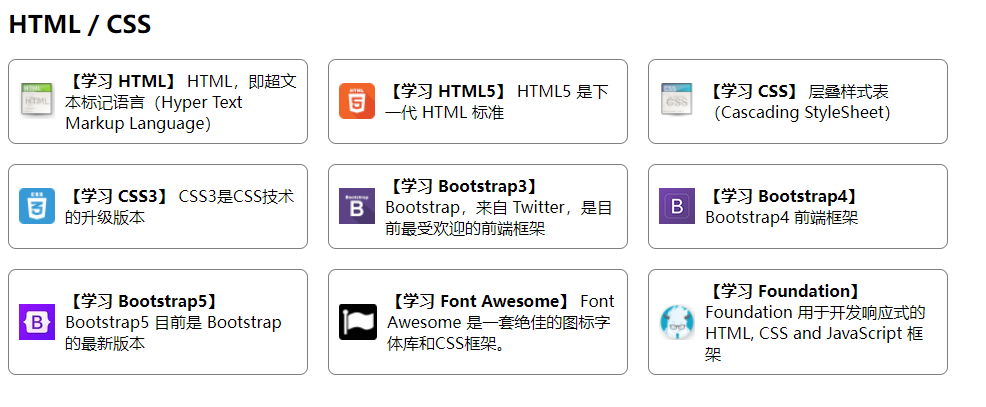 HTML / CSS
【学习 HTML】 HTML，即超文
本标记语言（Hyper Text
Markup Language）
HTML
【学习 HTML5】 HTML5 是下
一代 HTML 标准
HTML
5
【学习 CSS】 层叠样式表
（Cascading StyleSheet）
CSS
【学习 CSS3】 CSS3是CSS技术
的升级版本
3
【学习 Bootstrap3】
Bootstrap，来自 Twitter，是目
前最受欢迎的前端框架
Bootstrap
B
【学习 Bootstrap4】
Bootstrap4 前端框架
B
【学习 Bootstrap5】
Bootstrap5 目前是 Bootstrap
的最新版本
B
【学习 Font Awesome】 Font
Awesome 是一套绝佳的图标字
体库和CSS框架。
【学习 Foundation】
Foundation 用于开发响应式的
HTML, CSS and JavaScript 框
架